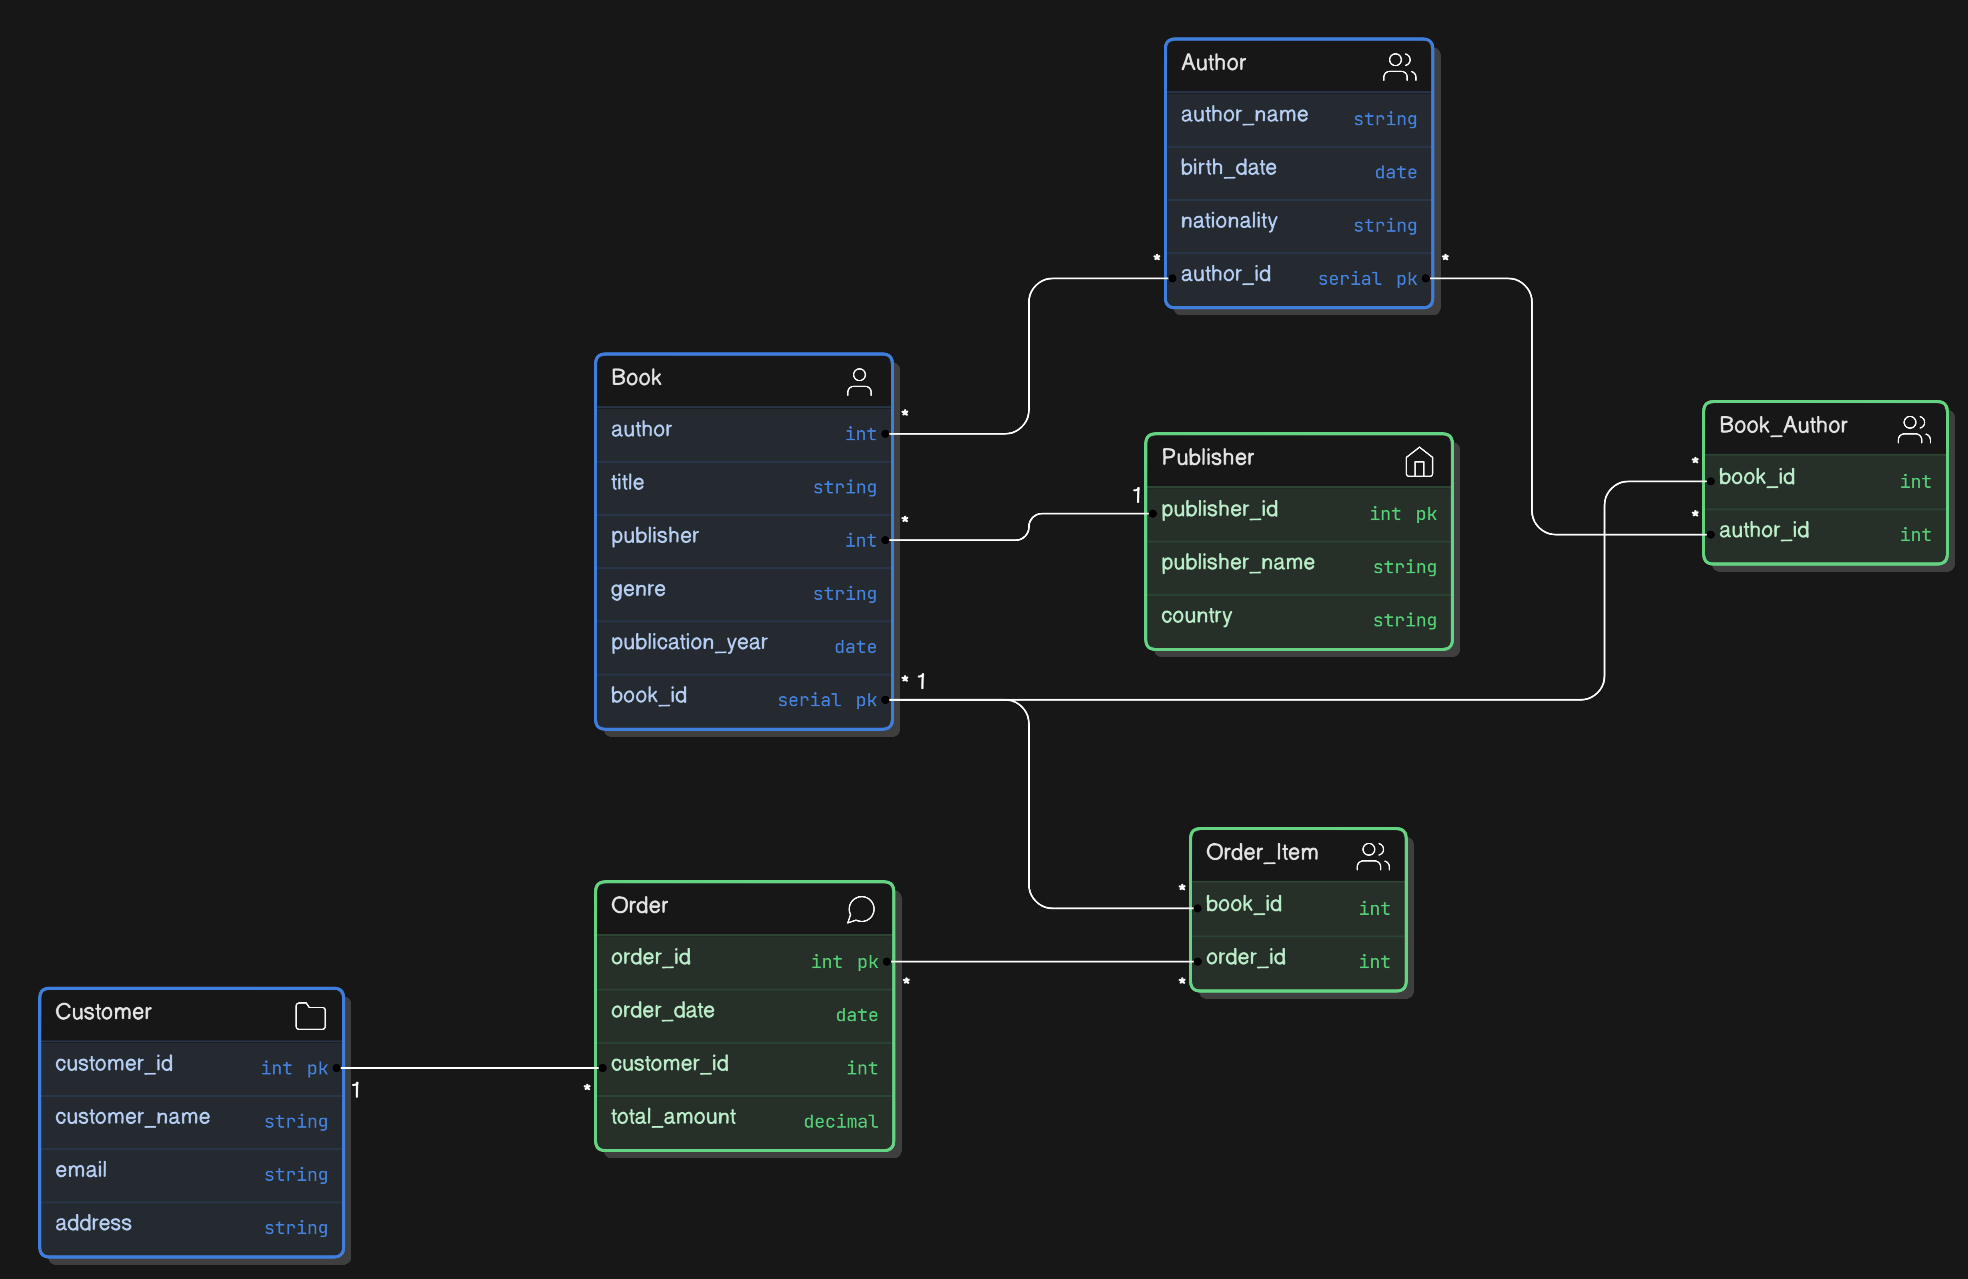 Author
author_name string
birth_date date
nationality string
* *
author_id serial pk
Book
*
author int
title string
*
publisher int
genre string
publication_year date
* 1
book_id serial pk
Publisher
1
publisher_id int pk
publisher_name string
country string
Book_Author
*
book_id int
*
author_id int
Order_Item
*
book_id int
order_id int
*
Order
order_id int pk
*
order_date date
customer_id int
*
total_amount decimal
Customer
customer_id int pk
1
customer_name string
email string
address string